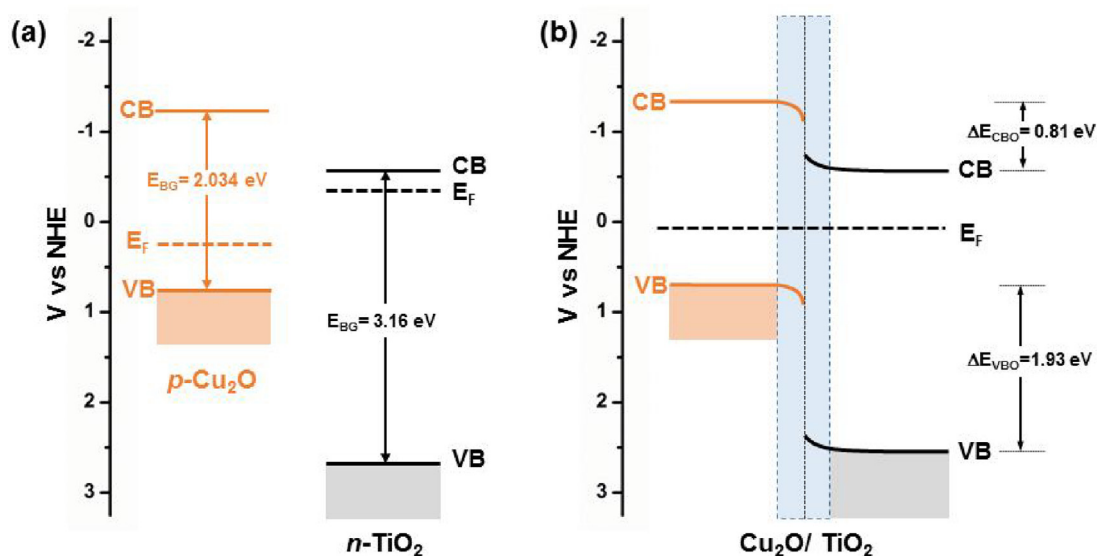 (a)
V vs NHE
-2
-1
0
1
2
3
CB
E_BG= 2.034 eV
E_F
VB
p-Cu₂O
CB
E_F
E_BG= 3.16 eV
VB
n-TiO₂
(b)
V vs NHE
-2
-1
0
1
2
3
CB
VB
ΔE_CBO= 0.81 eV
CB
E_F
ΔE_VBO=1.93 eV
VB
Cu₂O/ TiO₂